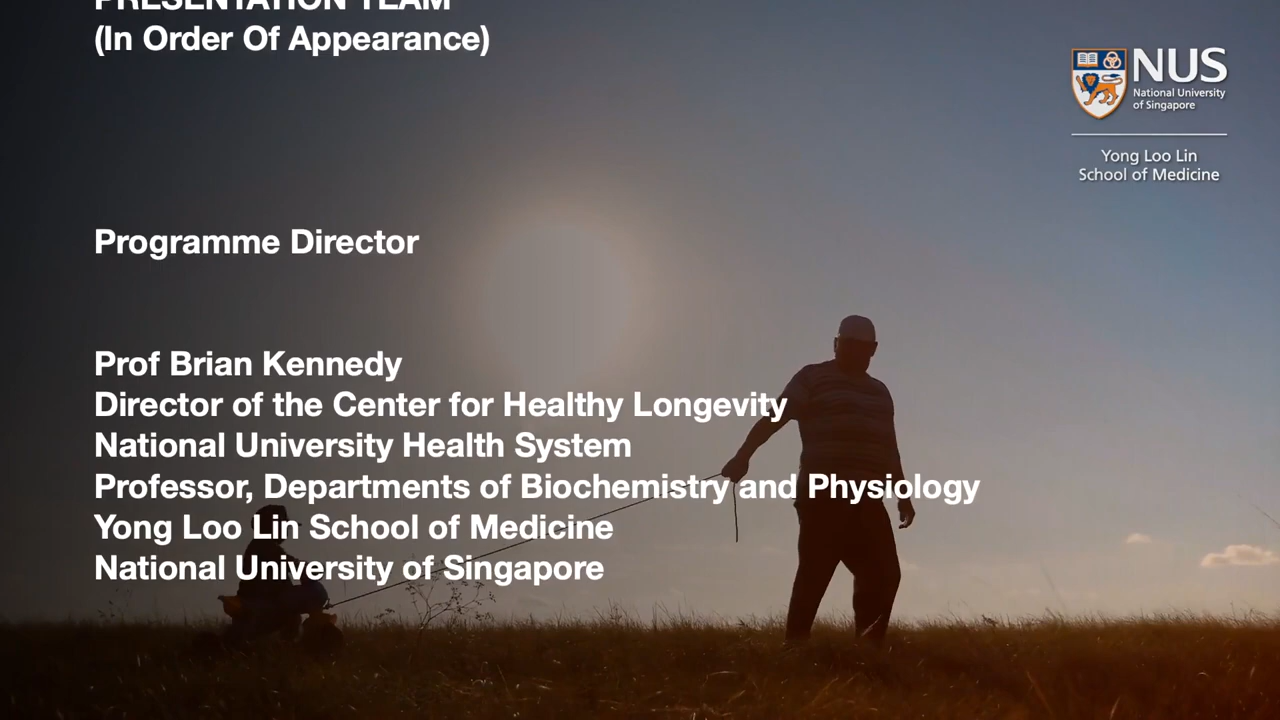 PRESENTATION TEAM
(In Order Of Appearance)
NUS
National University
of Singapore
Yong Loo Lin
School of Medicine
Programme Director
Prof Brian Kennedy
Director of the Center for Healthy Longevity
National University Health System
Professor, Departments of Biochemistry and Physiology
Yong Loo Lin School of Medicine
National University of Singapore